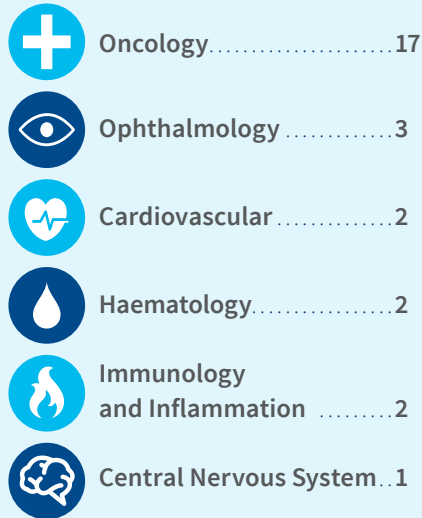 Oncology......................17
Ophthalmology ...............3
Cardiovascular ................2
Haematology..................2
Immunology
and Inflammation .........2
Central Nervous System..1